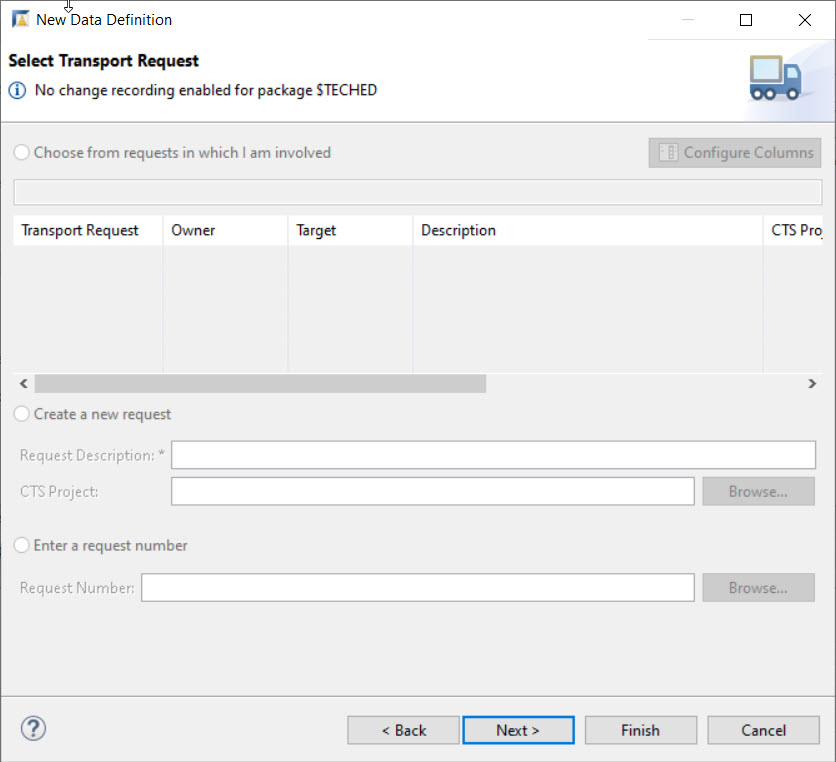 New Data Definition
Select Transport Request
No change recording enabled for package $TECHED
Choose from requests in which I am involved
Configure Columns
Transport Request Owner Target Description CTS Proj
Create a new request
Request Description: *
CTS Project:
Browse...
Enter a request number
Request Number:
Browse...
? < Back Next > Finish Cancel